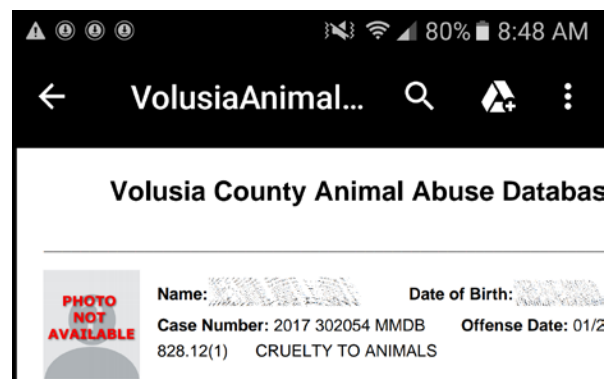 80% 8:48 AM
VolusiaAnimal...
Volusia County Animal Abuse Databas
PHOTO
NOT
AVAILABLE
Name: Date of Birth:
Case Number: 2017 302054 MMDB Offense Date: 01/2
828.12(1) CRUELTY TO ANIMALS